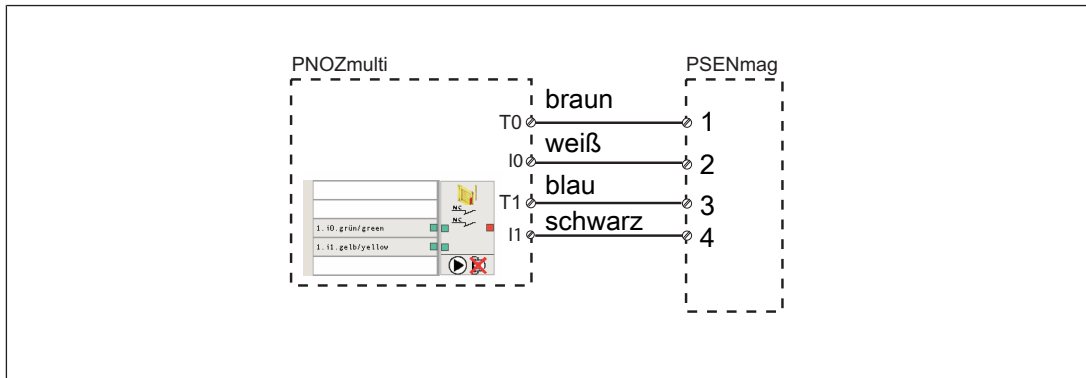 PNOZmulti
PSENmag
T0 braun 1
I0 weiß 2
T1 blau 3
I1 schwarz 4
NC
NC
1.i0.grün/green
1.i1.gelb/yellow